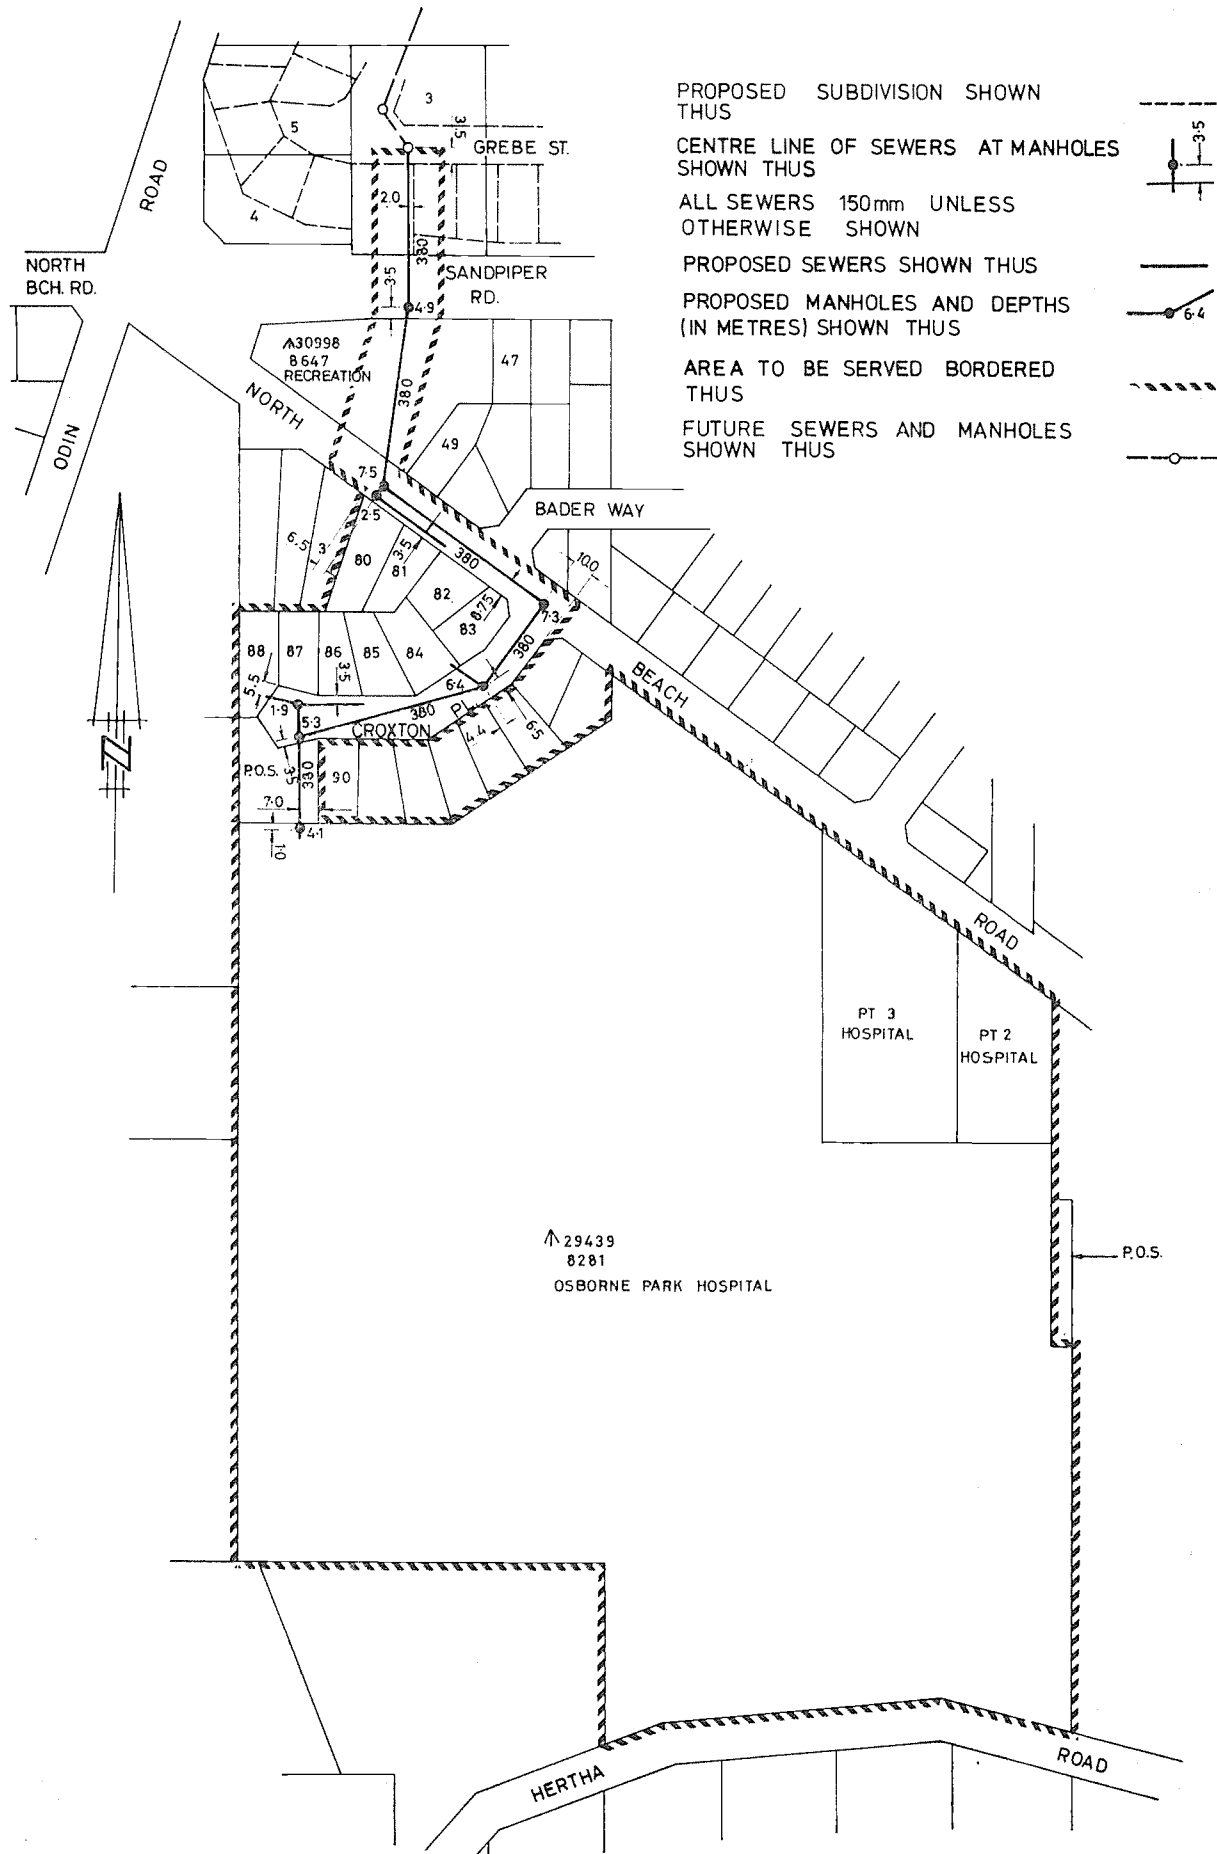 PROPOSED SUBDIVISION SHOWN
THUS
CENTRE LINE OF SEWERS AT MANHOLES
SHOWN THUS
3·5
ALL SEWERS 150mm UNLESS
OTHERWISE SHOWN
PROPOSED SEWERS SHOWN THUS
PROPOSED MANHOLES AND DEPTHS
(IN METRES) SHOWN THUS
6·4
AREA TO BE SERVED BORDERED
THUS
FUTURE SEWERS AND MANHOLES
SHOWN THUS
ROAD
3
5
3·5
GREBE ST.
4
2.0
380
NORTH
BCH. RD.
3·5
SANDPIPER
RD.
4·9
30998
8647
RECREATION
47
NORTH
380
ODIN
49
7·5
2·5
BADER WAY
6.5
3
80
3·5
81
380
10.0
82
8.75
83
7·3
88
87
86
85
84
3·5
380
5·5
6·4
BEACH
1·9
5·3
380
CROXTON
PL
4·4
6·5
P.O.S.
3·5
380
90
7·0
4·1
1·0
ROAD
PT 3
HOSPITAL
PT 2
HOSPITAL
29439
8281
OSBORNE PARK HOSPITAL
P.O.S.
HERTHA
ROAD
N